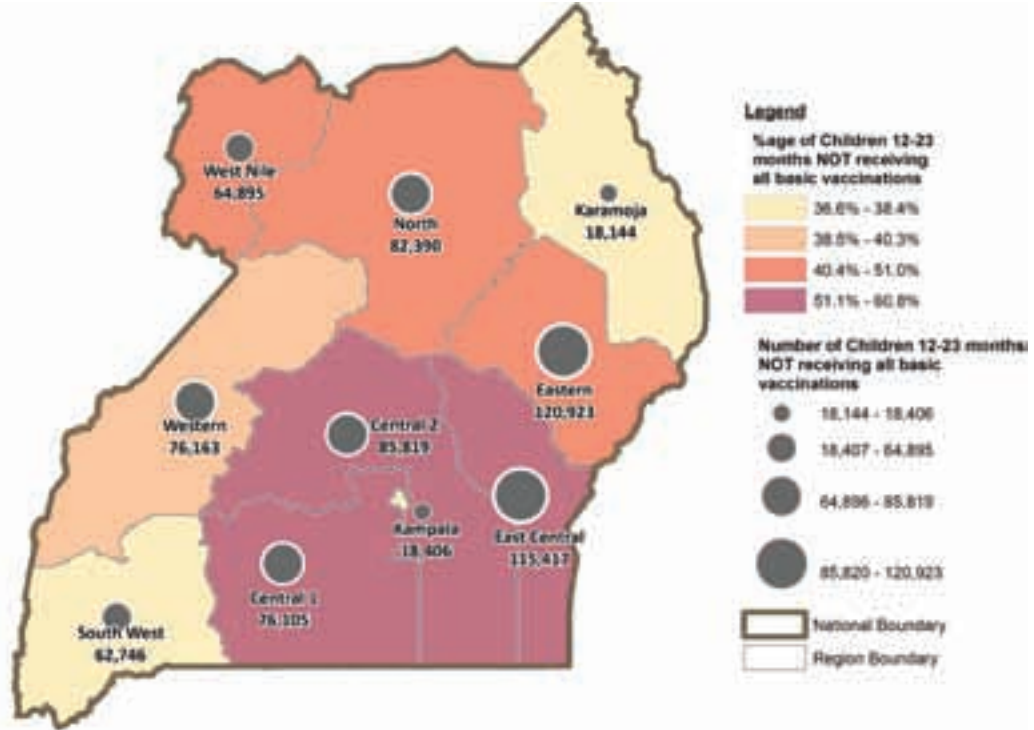 West Nile
64,895
North
82,390
Karamoja
18,144
Eastern
120,923
Western
76,163
Central 2
85,819
Kampala
18,406
East Central
115,417
Central 1
76,105
South West
62,746
Legend
%age of Children 12-23
months NOT receiving
all basic vaccinations
36.6% - 38.4%
38.5% - 40.3%
40.4% - 51.0%
51.1% - 60.8%
Number of Children 12-23 months
NOT receiving all basic
vaccinations
18,144 - 18,406
18,407 - 64,895
64,896 - 85,819
85,820 - 120,923
National Boundary
Region Boundary